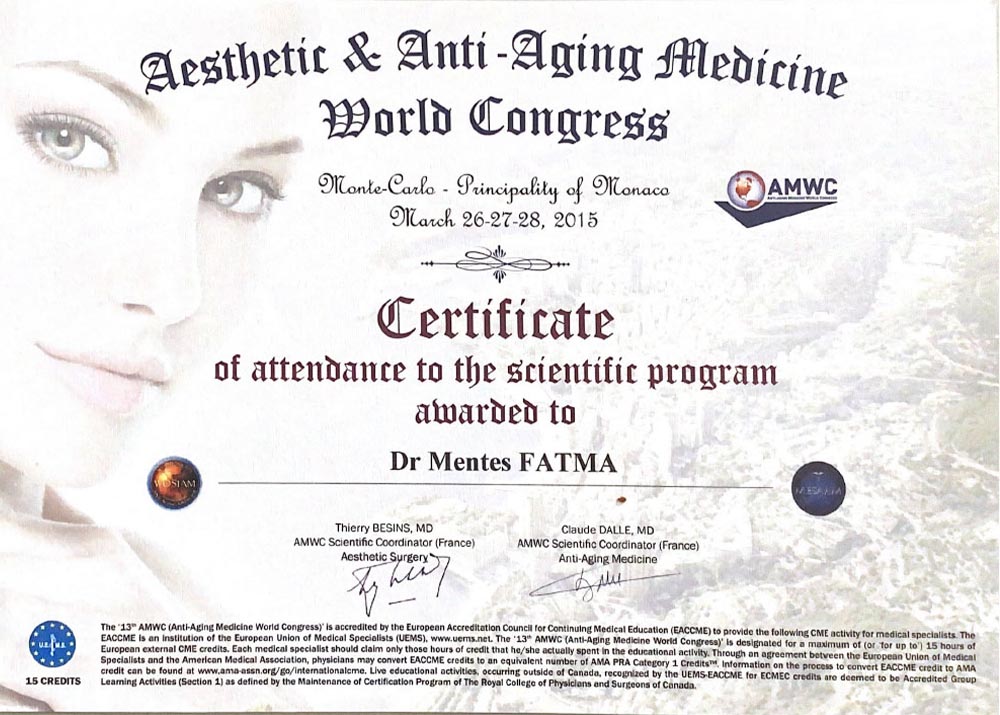 Aesthetic & Anti-Aging Medicine
World Congress
Monte-Carlo - Principality of Monaco
March 26-27-28, 2015
AMWC
ANTI-AGING MEDICINE WORLD CONGRESS
Certificate
of attendance to the scientific program
awarded to
Dr Mentes FATMA
WOSIAM
Thierry BESINS, MD
AMWC Scientific Coordinator (France)
Aesthetic Surgery
Claude DALLE, MD
AMWC Scientific Coordinator (France)
Anti-Aging Medicine
U.E.M.S.
15 CREDITS
The '13th AMWC (Anti-Aging Medicine World Congress)' is accredited by the European Accreditation Council for Continuing Medical Education (EACCME) to provide the following CME activity for medical specialists. The
EACCME is an institution of the European Union of Medical Specialists (UEMS), www.uems.net. The '13th AMWC (Anti-Aging Medicine World Congress)' is designated for a maximum of (or 'for up to') 15 hours of
European external CME credits. Each medical specialist should claim only those hours of credit that he/she actually spent in the educational activity. Through an agreement between the European Union of Medical
Specialists and the American Medical Association, physicians may convert EACCME credits to an equivalent number of AMA PRA Category 1 Credits™. Information on the process to convert EACCME credit to AMA
credit can be found at www.ama-assn.org/go/internationalcme. Live educational activities, occurring outside of Canada, recognized by the UEMS-EACCME for ECMEC credits are deemed to be Accredited Group
Learning Activities (Section 1) as defined by the Maintenance of Certification Program of The Royal College of Physicians and Surgeons of Canada.